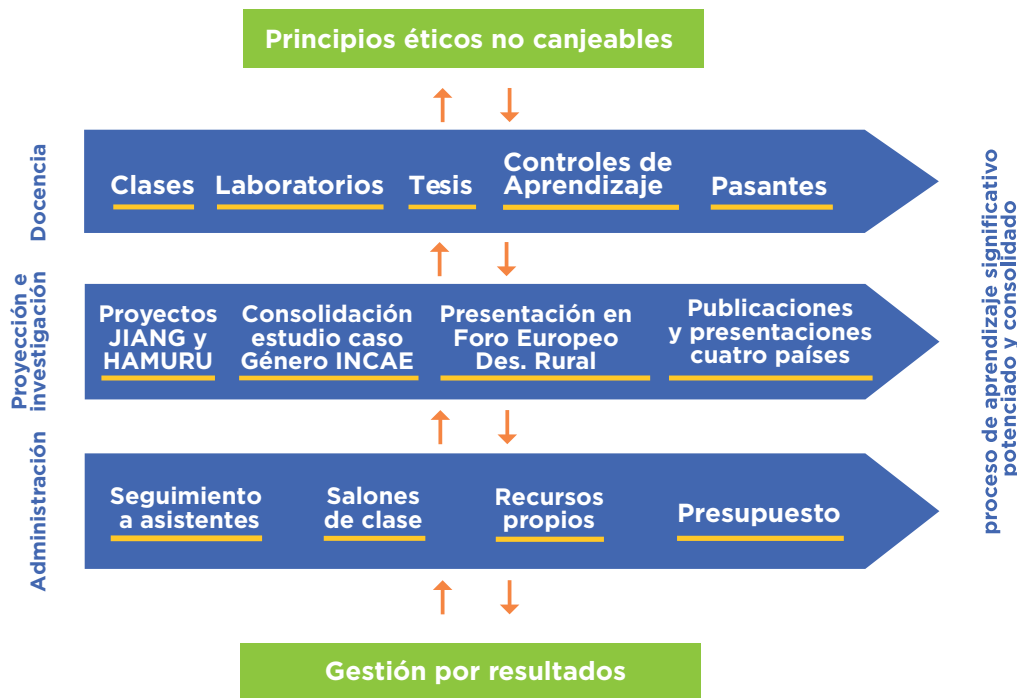 Principios éticos no canjeables
Docencia
Clases
Laboratorios
Tesis
Controles de
Aprendizaje
Pasantes
Proyección e
investigación
Proyectos
JIANG y
HAMURU
Consolidación
estudio caso
Género INCAE
Presentación en
Foro Europeo
Des. Rural
Publicaciones
y presentaciones
cuatro países
Administración
Seguimiento
a asistentes
Salones
de clase
Recursos
propios
Presupuesto
proceso de aprendizaje significativo
potenciado y consolidado
Gestión por resultados